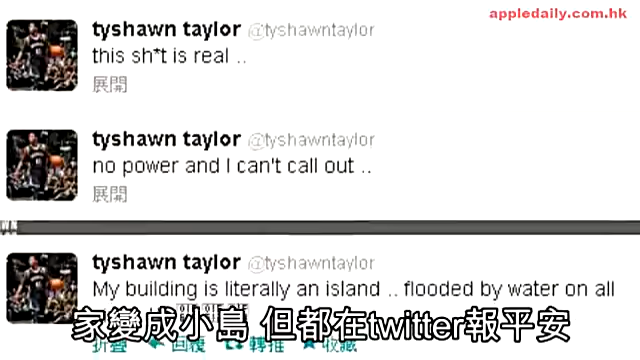 appledaily.com.hk
tyshawn taylor @tyshawntaylor
this sh*t is real ..
展開
tyshawn taylor @tyshawntaylor
no power and I can't call out ..
展開
tyshawn taylor @tyshawntaylor
My building is literally an island .. flooded by water on all
家變成小島 但都在twitter報平安
折疊 回覆 轉推 收藏